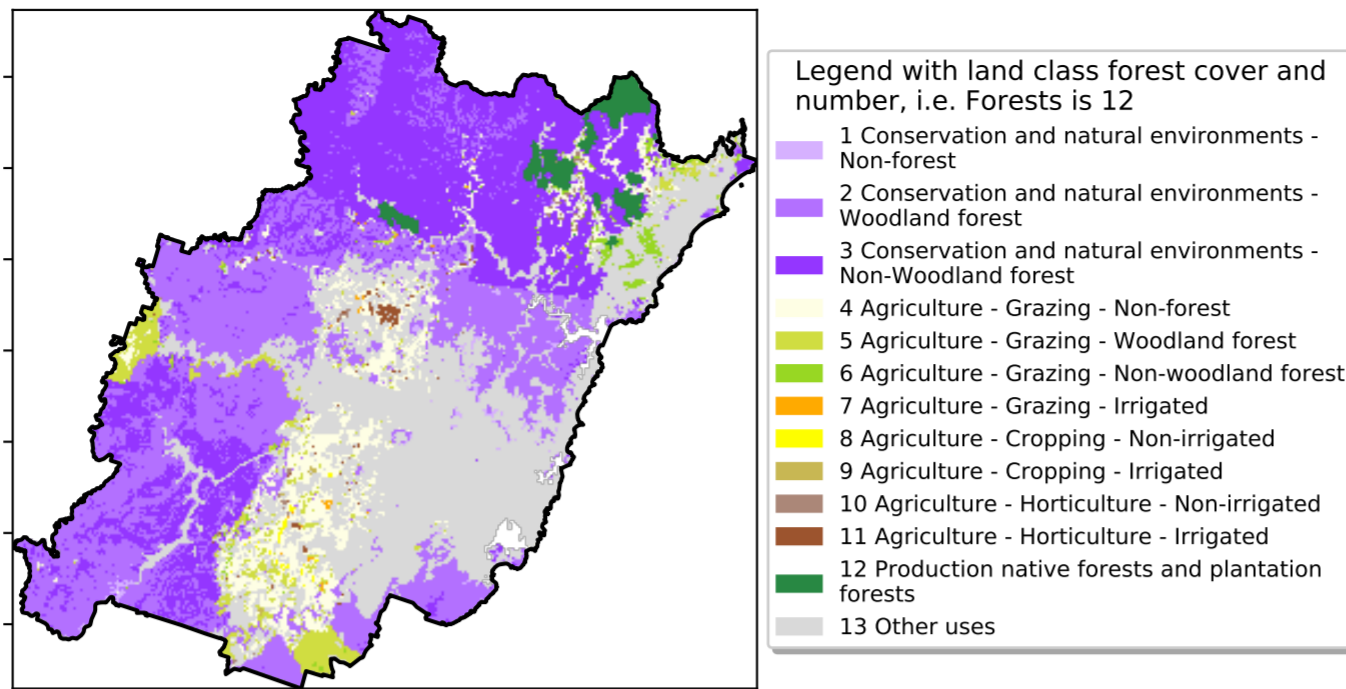 Legend with land class forest cover and
number, i.e. Forests is 12
1 Conservation and natural environments -
Non-forest
2 Conservation and natural environments -
Woodland forest
3 Conservation and natural environments -
Non-Woodland forest
4 Agriculture - Grazing - Non-forest
5 Agriculture - Grazing - Woodland forest
6 Agriculture - Grazing - Non-woodland forest
7 Agriculture - Grazing - Irrigated
8 Agriculture - Cropping - Non-irrigated
9 Agriculture - Cropping - Irrigated
10 Agriculture - Horticulture - Non-irrigated
11 Agriculture - Horticulture - Irrigated
12 Production native forests and plantation
forests
13 Other uses